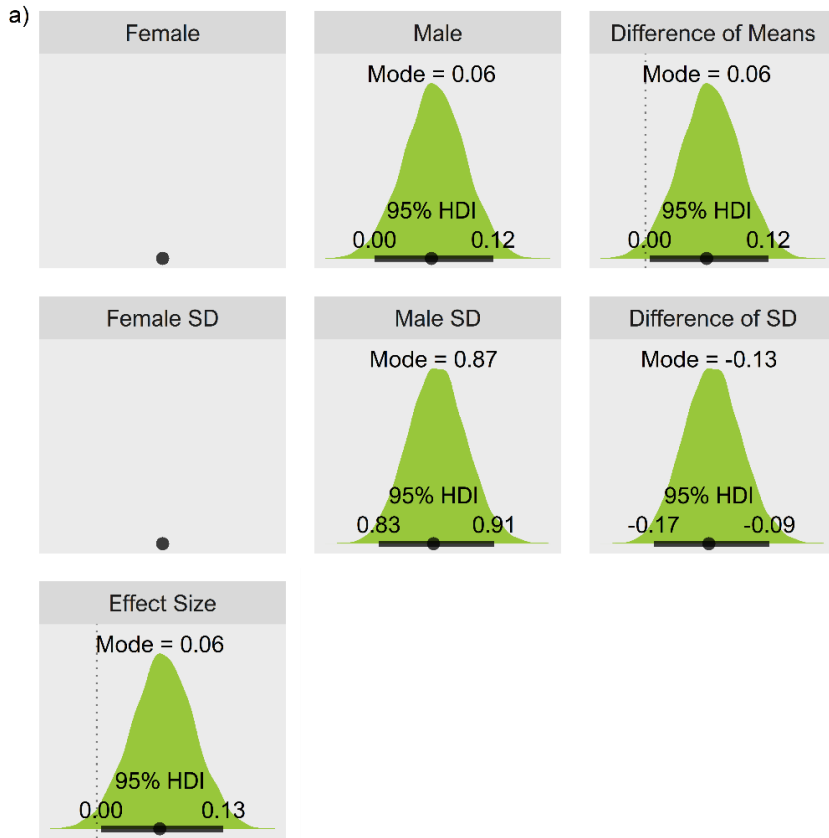 a)
Female
Male
Difference of Means
Mode = 0.06
Mode = 0.06
95% HDI
95% HDI
0.00 0.12
0.00 0.12
Female SD
Male SD
Difference of SD
Mode = 0.87
Mode = -0.13
95% HDI
95% HDI
0.83 0.91
-0.17 -0.09
Effect Size
Mode = 0.06
95% HDI
0.00 0.13